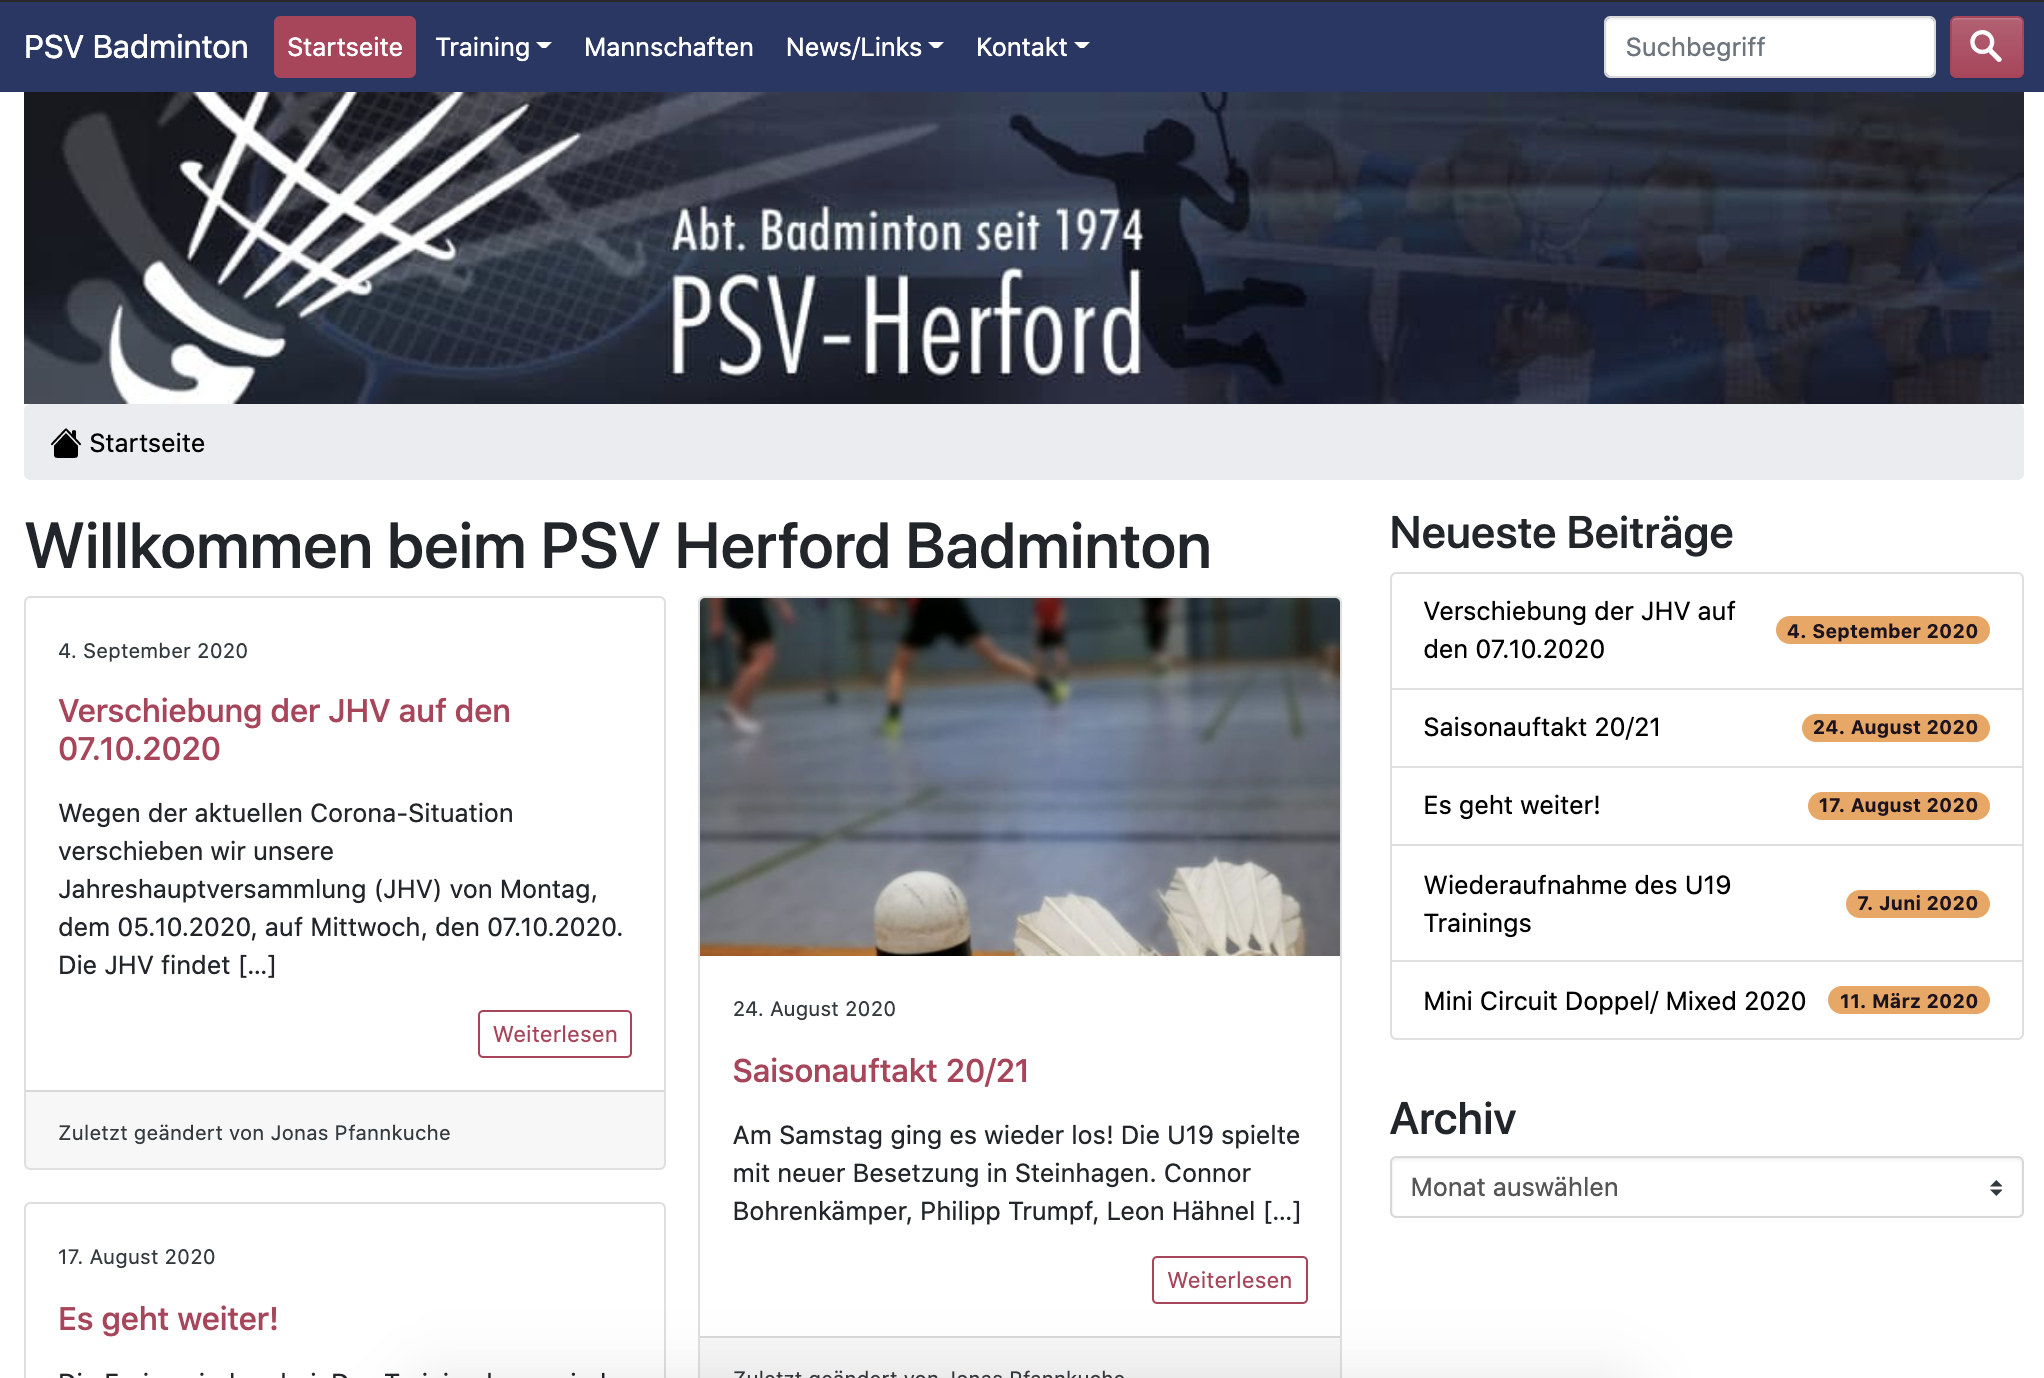 PSV Badminton Startseite Training Mannschaften News/Links Kontakt Suchbegriff
Abt. Badminton seit 1974
PSV-Herford
Startseite
Willkommen beim PSV Herford Badminton
4. September 2020
Verschiebung der JHV auf den
07.10.2020
Wegen der aktuellen Corona-Situation
verschieben wir unsere
Jahreshauptversammlung (JHV) von Montag,
dem 05.10.2020, auf Mittwoch, den 07.10.2020.
Die JHV findet [...]
Weiterlesen
Zuletzt geändert von Jonas Pfannkuche
17. August 2020
Es geht weiter!
24. August 2020
Saisonauftakt 20/21
Am Samstag ging es wieder los! Die U19 spielte
mit neuer Besetzung in Steinhagen. Connor
Bohrenkämper, Philipp Trumpf, Leon Hähnel [...]
Weiterlesen
Zuletzt geändert von Jonas Pfannkuche
Neueste Beiträge
Verschiebung der JHV auf
den 07.10.2020
4. September 2020
Saisonauftakt 20/21 24. August 2020
Es geht weiter! 17. August 2020
Wiederaufnahme des U19
Trainings
7. Juni 2020
Mini Circuit Doppel/ Mixed 2020 11. März 2020
Archiv
Monat auswählen